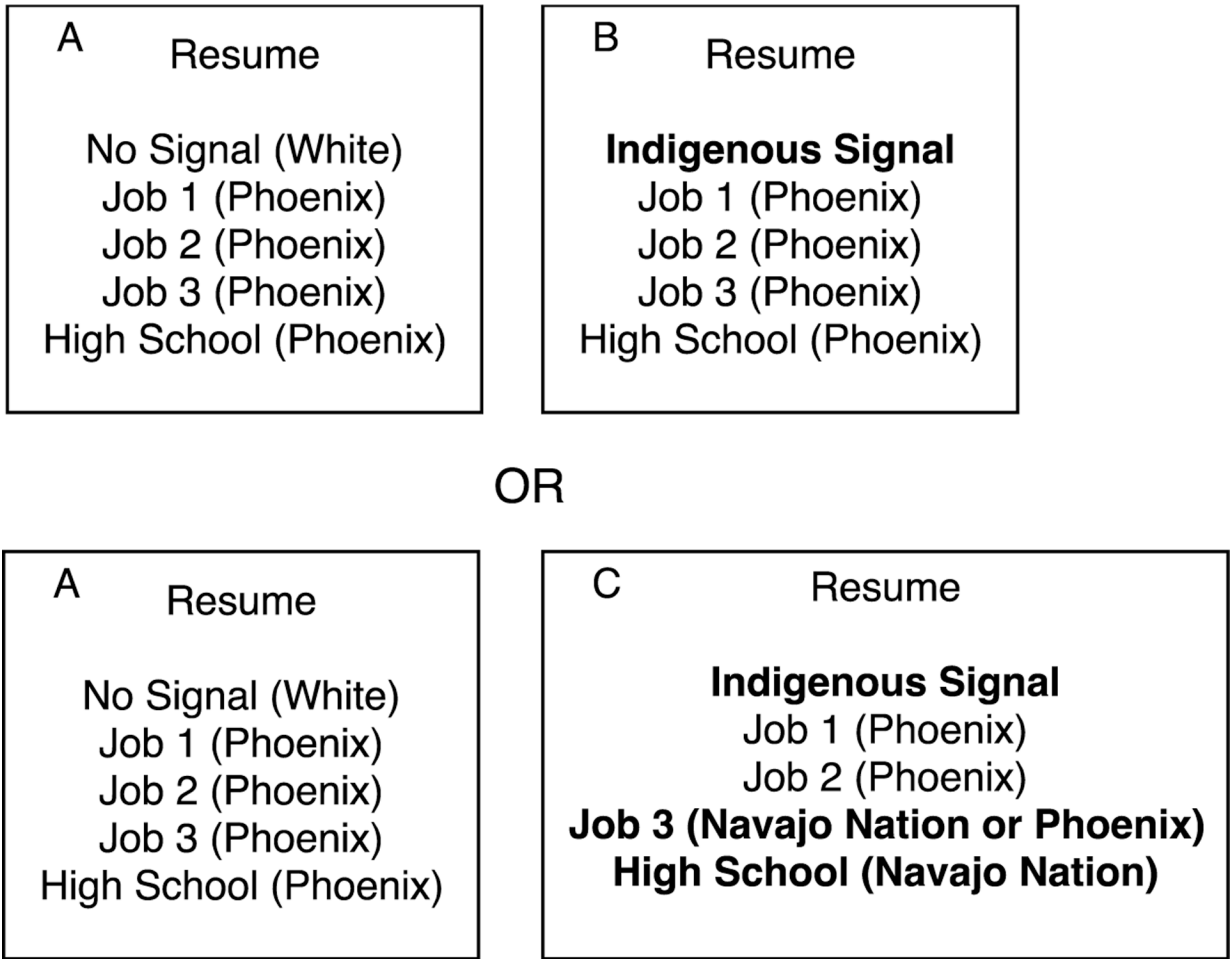 A
Resume
No Signal (White)
Job 1 (Phoenix)
Job 2 (Phoenix)
Job 3 (Phoenix)
High School (Phoenix)
B
Resume
Indigenous Signal
Job 1 (Phoenix)
Job 2 (Phoenix)
Job 3 (Phoenix)
High School (Phoenix)
OR
A
Resume
No Signal (White)
Job 1 (Phoenix)
Job 2 (Phoenix)
Job 3 (Phoenix)
High School (Phoenix)
C
Resume
Indigenous Signal
Job 1 (Phoenix)
Job 2 (Phoenix)
Job 3 (Navajo Nation or Phoenix)
High School (Navajo Nation)